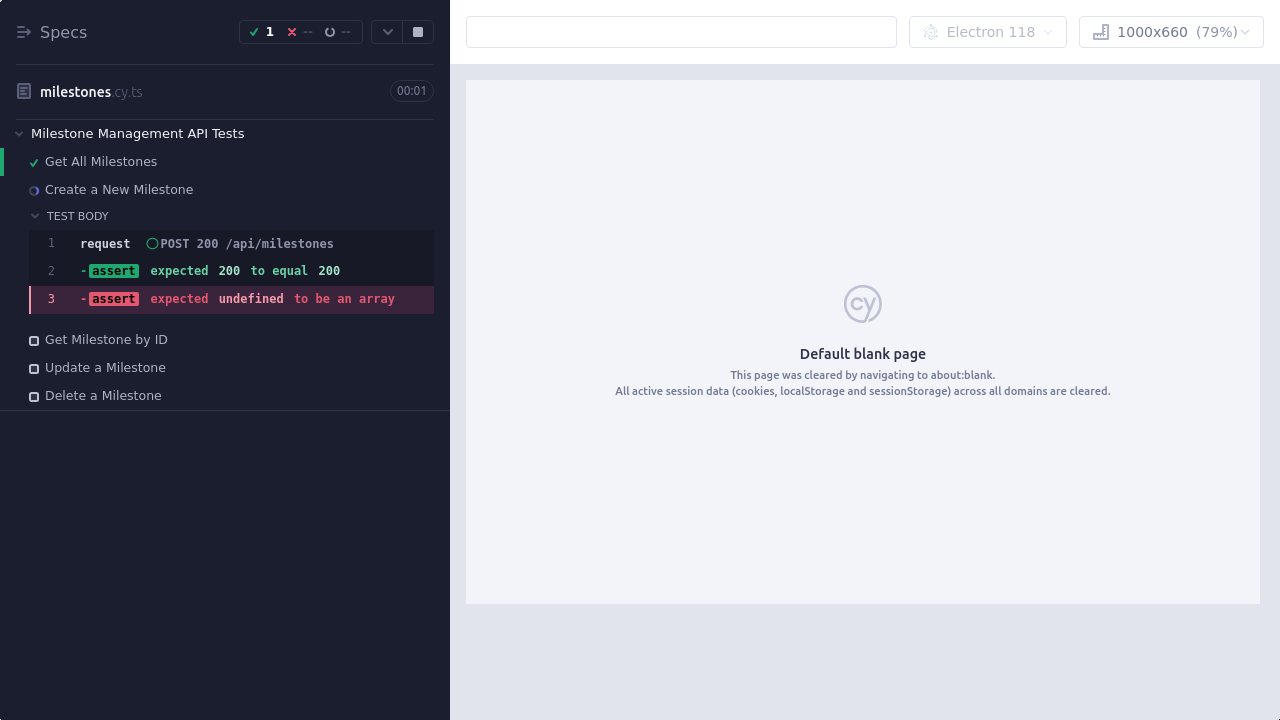 Specs
1
--
--
Electron 118
1000x660 (79%)
milestones.cy.ts
00:01
Milestone Management API Tests
Get All Milestones
Create a New Milestone
TEST BODY
1 request POST 200 /api/milestones
2 -assert expected 200 to equal 200
3 -assert expected undefined to be an array
Get Milestone by ID
Update a Milestone
Delete a Milestone
cy
Default blank page
This page was cleared by navigating to about:blank.
All active session data (cookies, localStorage and sessionStorage) across all domains are cleared.